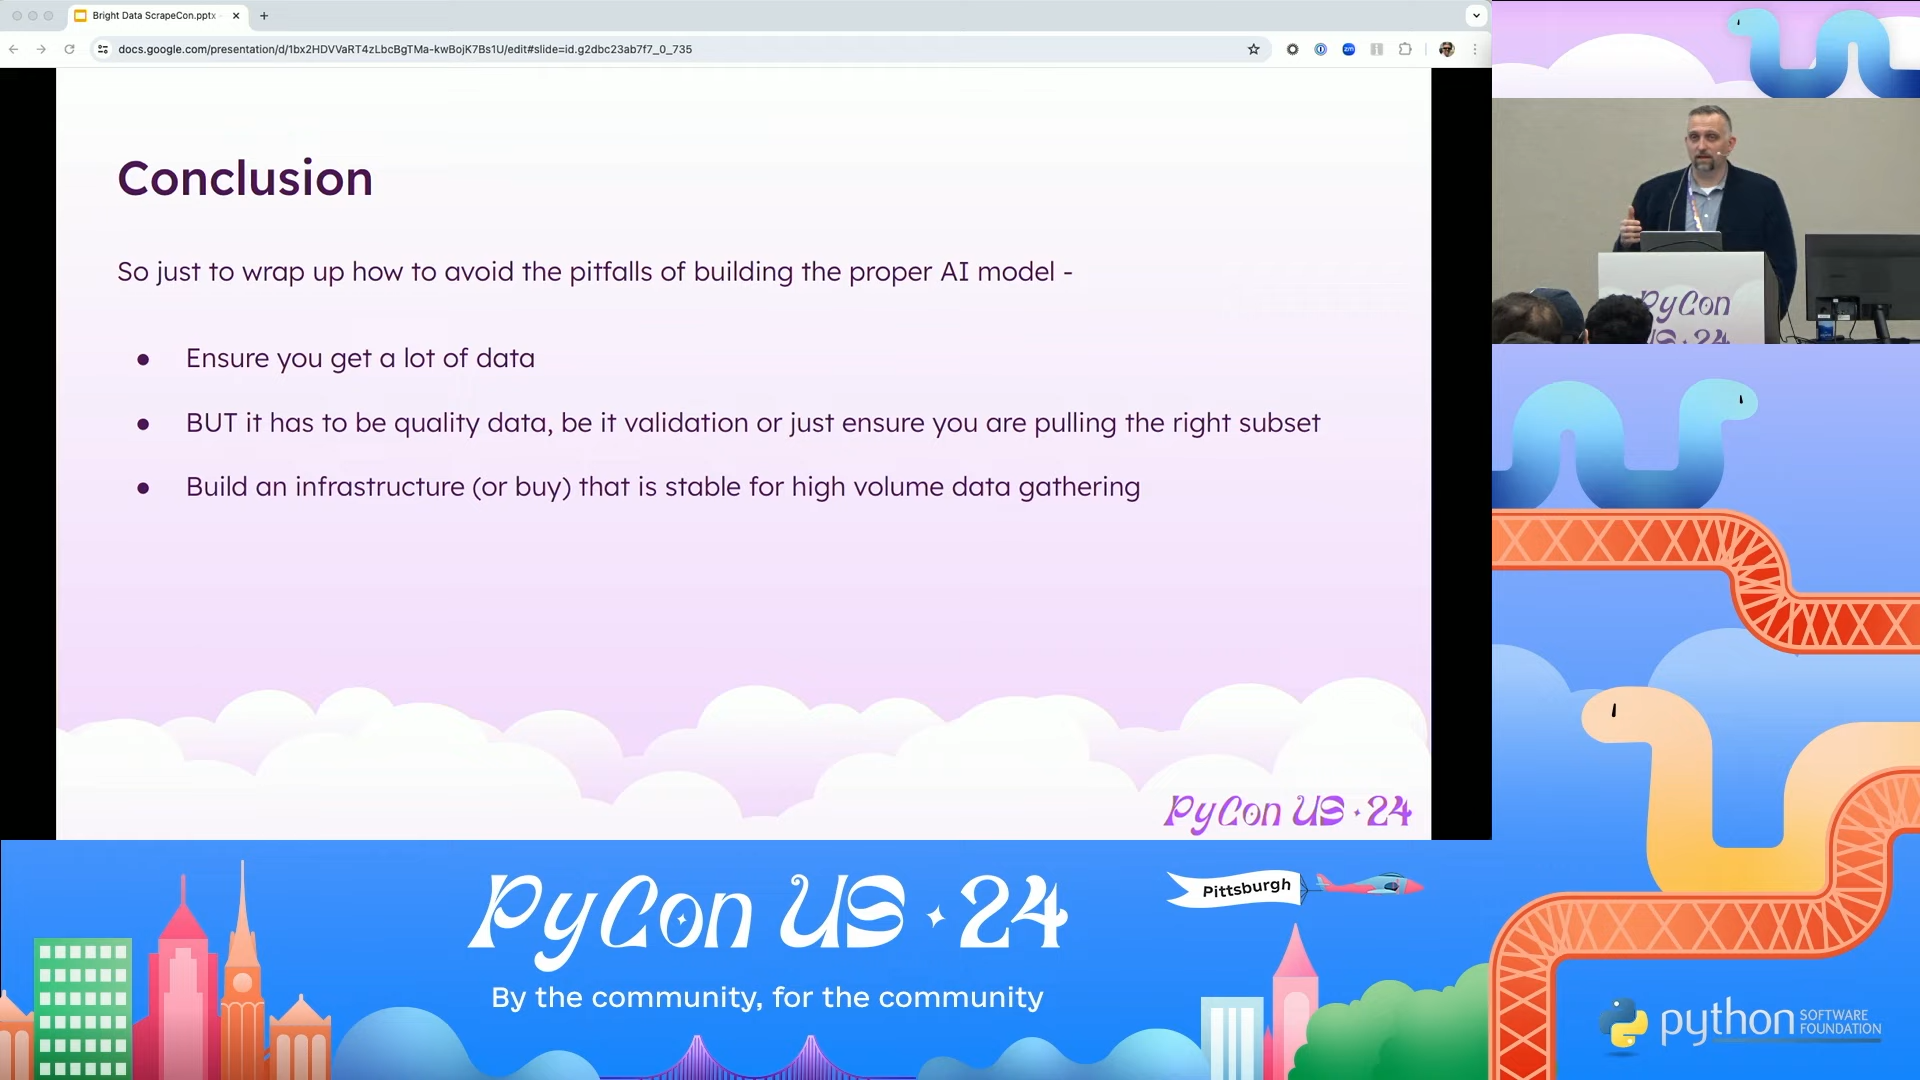 Bright Data ScrapeCon.pptx
docs.google.com/presentation/d/1bx2HDVVaRT4zLbcBgTMa-kwBojK7Bs1U/edit#slide=id.g2dbc23ab7f7_0_735
zm
Conclusion
So just to wrap up how to avoid the pitfalls of building the proper AI model -
● Ensure you get a lot of data
● BUT it has to be quality data, be it validation or just ensure you are pulling the right subset
● Build an infrastructure (or buy) that is stable for high volume data gathering
PyCon US · 24
PyCon
US · 24
PyCon US · 24
By the community, for the community
Pittsburgh
python SOFTWARE
FOUNDATION